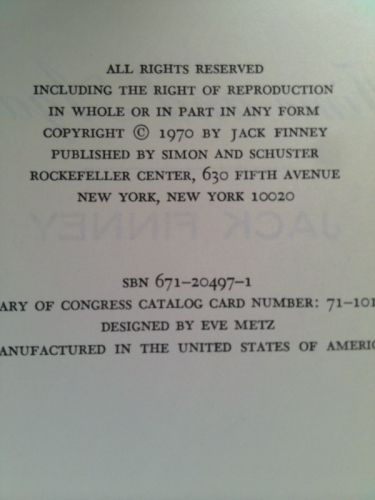 ALL RIGHTS RESERVED
INCLUDING THE RIGHT OF REPRODUCTION
IN WHOLE OR IN PART IN ANY FORM
COPYRIGHT © 1970 BY JACK FINNEY
PUBLISHED BY SIMON AND SCHUSTER
ROCKEFELLER CENTER, 630 FIFTH AVENUE
NEW YORK, NEW YORK 10020
JACK FINNEY
SBN 671-20497-1
ARY OF CONGRESS CATALOG CARD NUMBER: 71-101
DESIGNED BY EVE METZ
ANUFACTURED IN THE UNITED STATES OF AMERIC